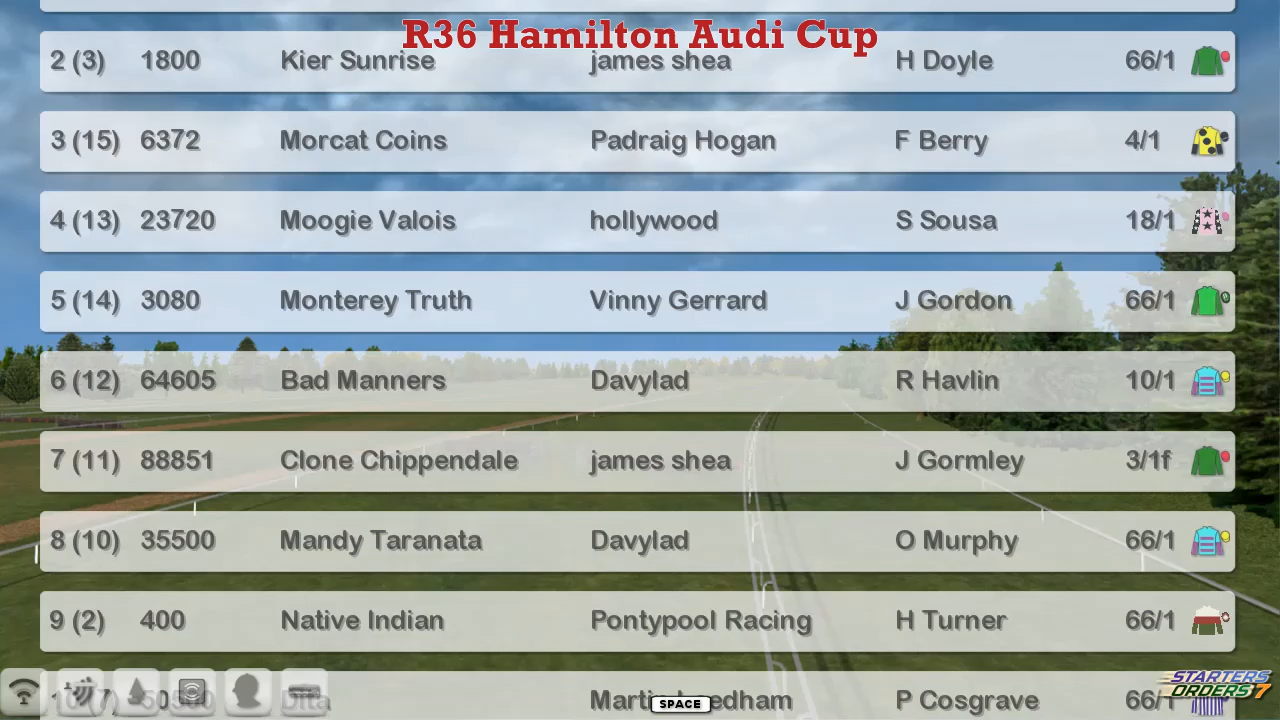 R36 Hamilton Audi Cup
2 (3) 1800 Kier Sunrise james shea H Doyle 66/1
3 (15) 6372 Morcat Coins Padraig Hogan F Berry 4/1
4 (13) 23720 Moogie Valois hollywood S Sousa 18/1
5 (14) 3080 Monterey Truth Vinny Gerrard J Gordon 66/1
6 (12) 64605 Bad Manners Davylad R Havlin 10/1
7 (11) 88851 Clone Chippendale james shea J Gormley 3/1f
8 (10) 35500 Mandy Taranata Davylad O Murphy 66/1
9 (2) 400 Native Indian Pontypool Racing H Turner 66/1
P Cosgrave 66/1
SPACE
STARTERS
ORDERS 7